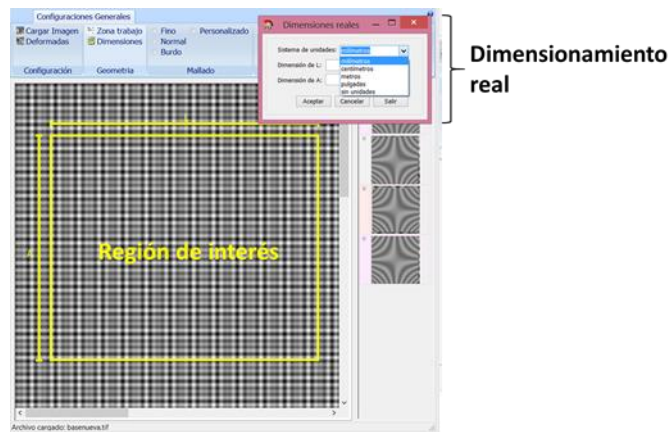 Configuraciones Generales
Cargar Imagen
Deformadas
Configuración
Zona trabajo
Dimensiones
Geometria
Fino
Normal
Burdo
Personalizado
Mallado
Dimensiones reales
Sistema de unidades: milímetros
milímetros
centímetros
metros
pulgadas
sin unidades
Dimensión de L:
Dimensión de A:
Aceptar
Cancelar
Salir
Dimensionamiento
real
L
A
Región de interés
Archivo cargado: basenueva.tif